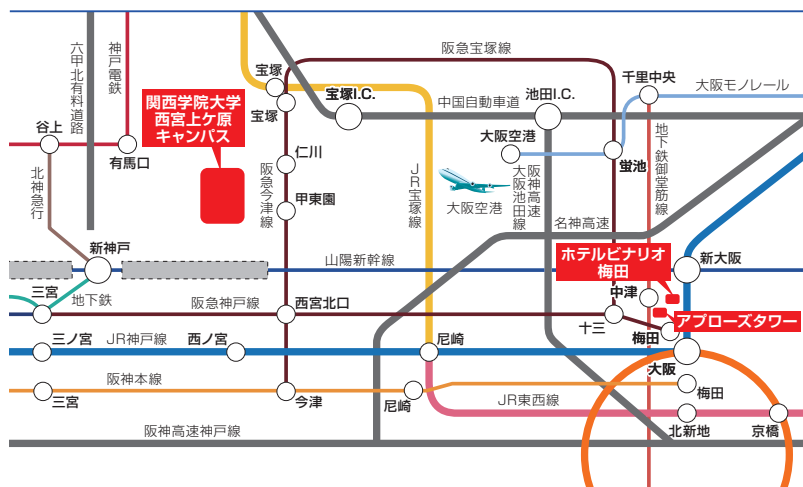 六甲北有料道路
神戸電鉄
阪急宝塚線
宝塚
千里中央
大阪モノレール
関西学院大学
西宮上ケ原
キャンパス
宝塚I.C.
池田I.C.
中国自動車道
宝塚
谷上
有馬口
大阪空港
地下鉄御堂筋線
仁川
蛍池
北神急行
阪急今津線
JR宝塚線
阪神高速
大阪池田線
甲東園
大阪空港
名神高速
新神戸
山陽新幹線
ホテルビナリオ
梅田
新大阪
三宮
地下鉄
阪急神戸線
西宮北口
中津
十三
アプローズタワー
梅田
三ノ宮
JR神戸線
西ノ宮
尼崎
大阪
阪神本線
三宮
今津
尼崎
梅田
JR東西線
阪神高速神戸線
北新地
京橋